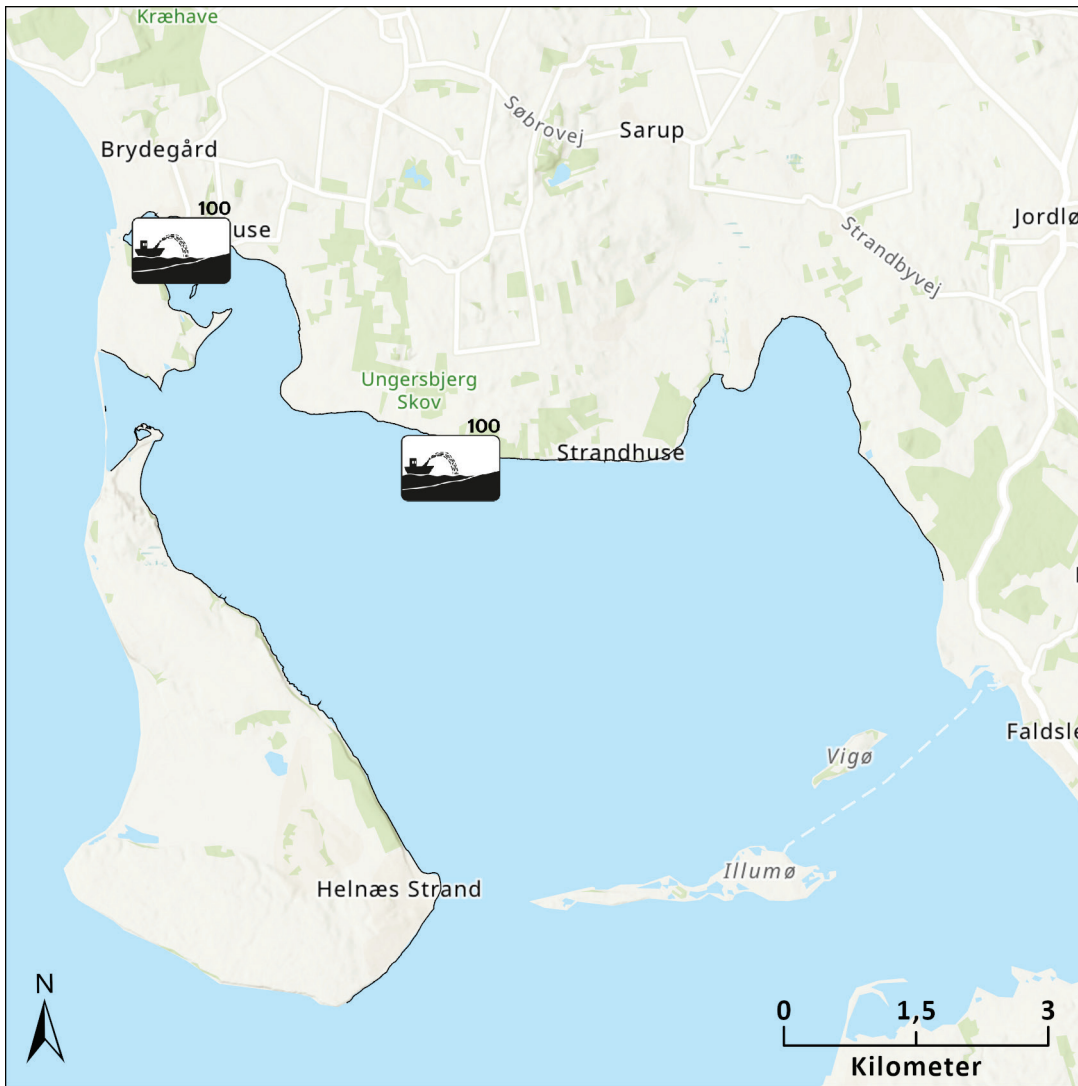 Kræhave
Søbrovej
Sarup
Brydegård
100
use
Jordlø
Strandbyvej
Ungersbjerg
Skov
100
Strandhuse
Faldsle
Vigø
Illumø
Helnæs Strand
N
0 1,5 3
Kilometer